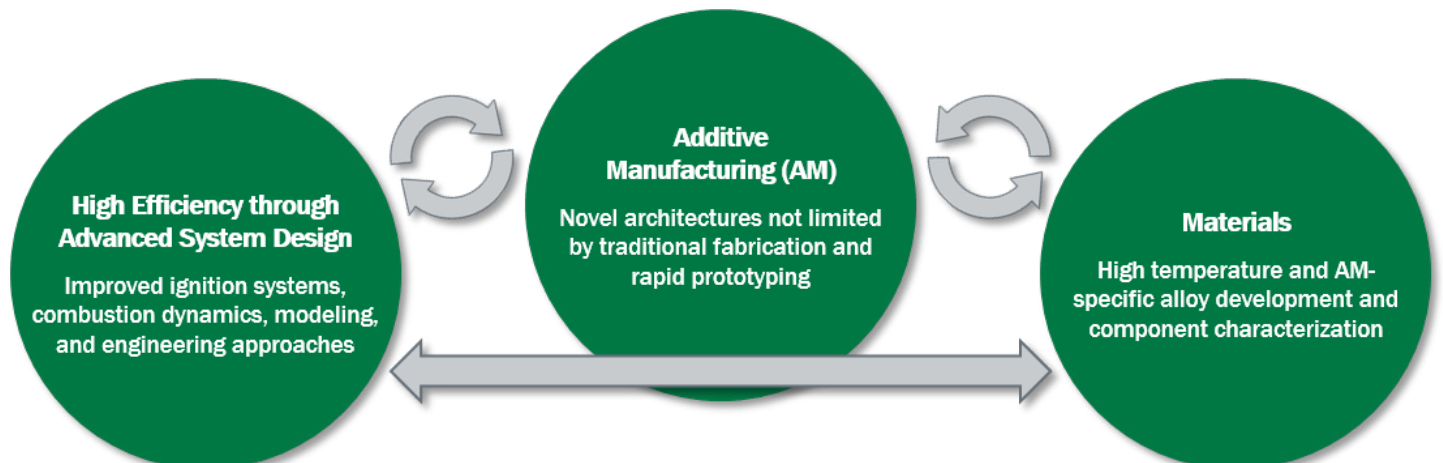 High Efficiency through
Advanced System Design
Improved ignition systems,
combustion dynamics, modeling,
and engineering approaches
Additive
Manufacturing (AM)
Novel architectures not limited
by traditional fabrication and
rapid prototyping
Materials
High temperature and AM-
specific alloy development and
component characterization